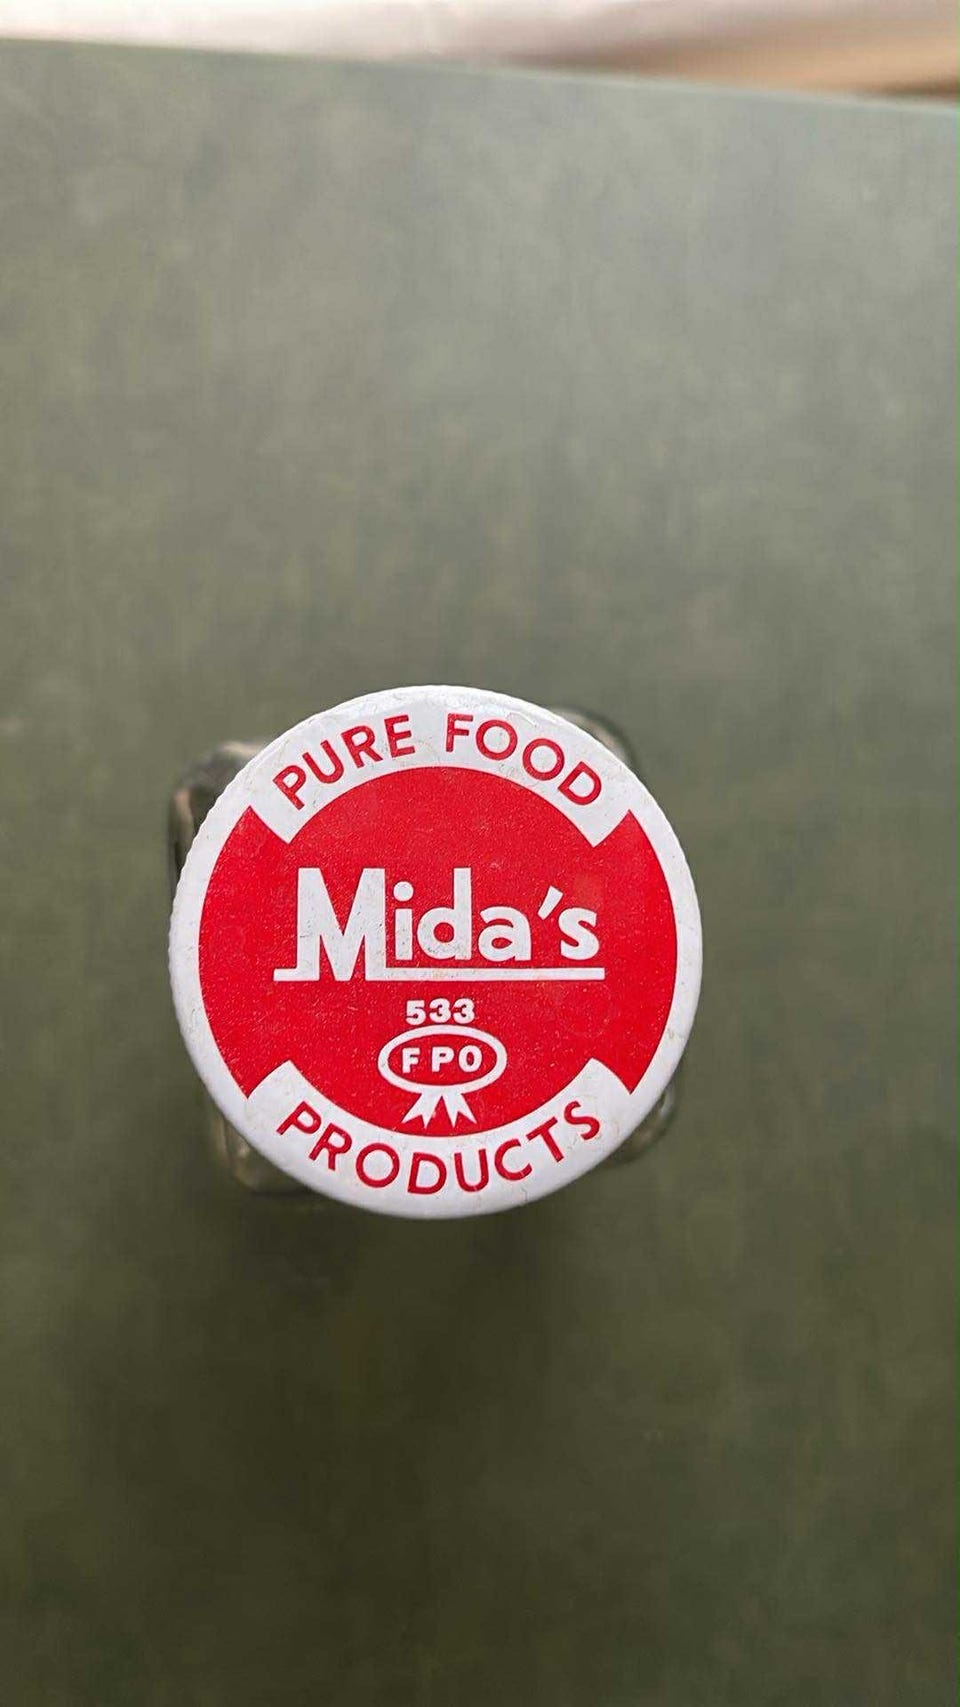 PURE FOOD
Mida's
533
FPO
PRODUCTS